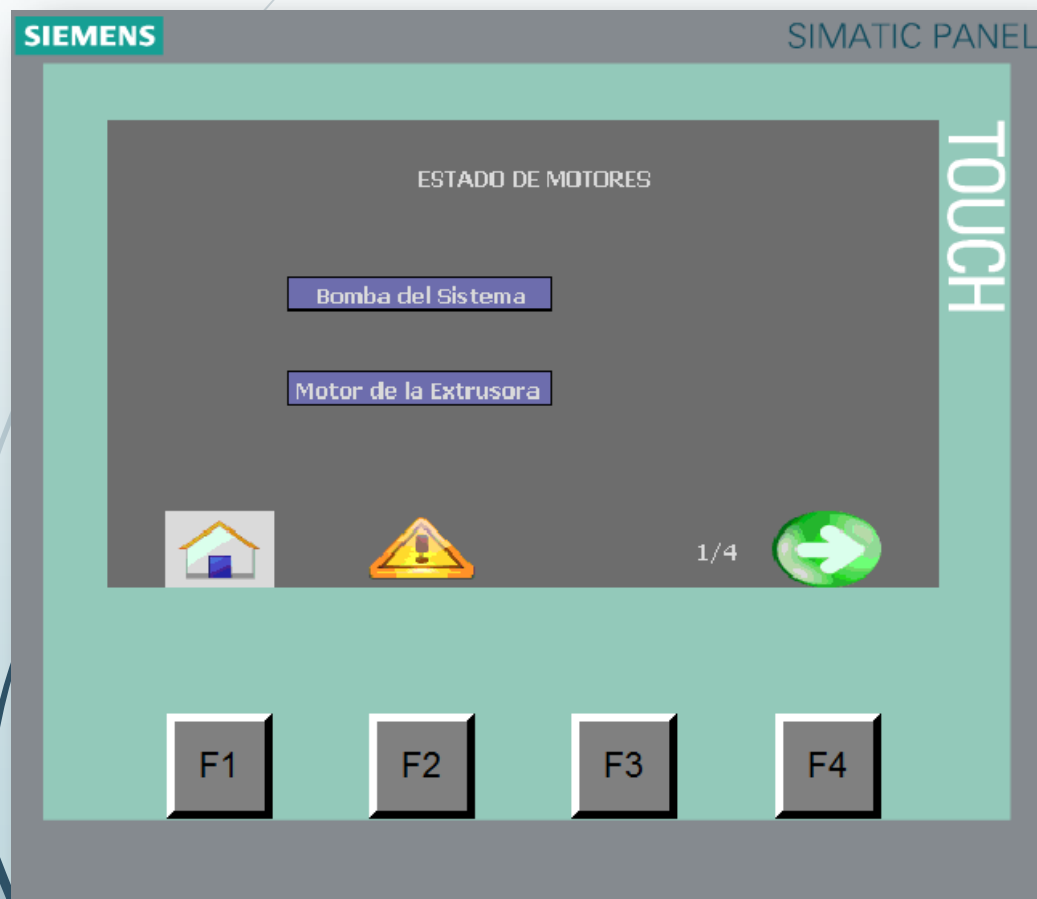 SIEMENS
SIMATIC PANEL
TOUCH
ESTADO DE MOTORES
Bomba del Sistema
Motor de la Extrusora
1/4
F1 F2 F3 F4